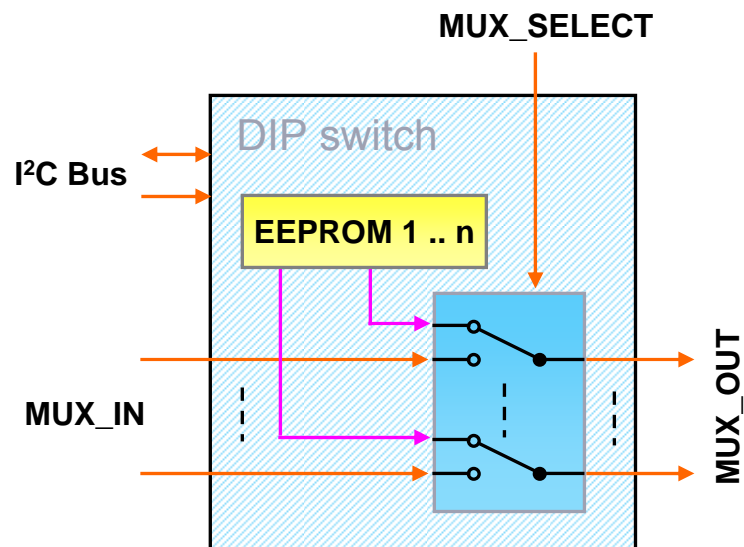 MUX_SELECT
DIP switch
I²C Bus
EEPROM 1 .. n
MUX_IN
MUX_OUT